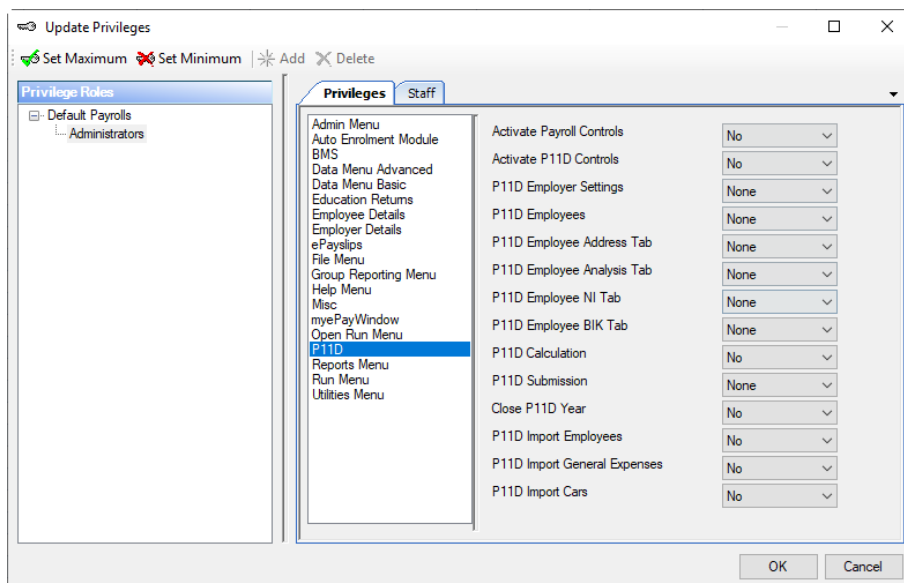 Update Privileges
Set Maximum Set Minimum Add Delete
Privilege Roles
Default Payrolls
Administrators
Privileges Staff
Admin Menu
Auto Enrolment Module
BMS
Data Menu Advanced
Data Menu Basic
Education Returns
Employee Details
Employer Details
ePayslips
File Menu
Group Reporting Menu
Help Menu
Misc
myePayWindow
Open Run Menu
P11D
Reports Menu
Run Menu
Utilities Menu
Activate Payroll Controls No
Activate P11D Controls No
P11D Employer Settings None
P11D Employees None
P11D Employee Address Tab None
P11D Employee Analysis Tab None
P11D Employee NI Tab None
P11D Employee BIK Tab None
P11D Calculation No
P11D Submission None
Close P11D Year No
P11D Import Employees No
P11D Import General Expenses No
P11D Import Cars No
OK Cancel